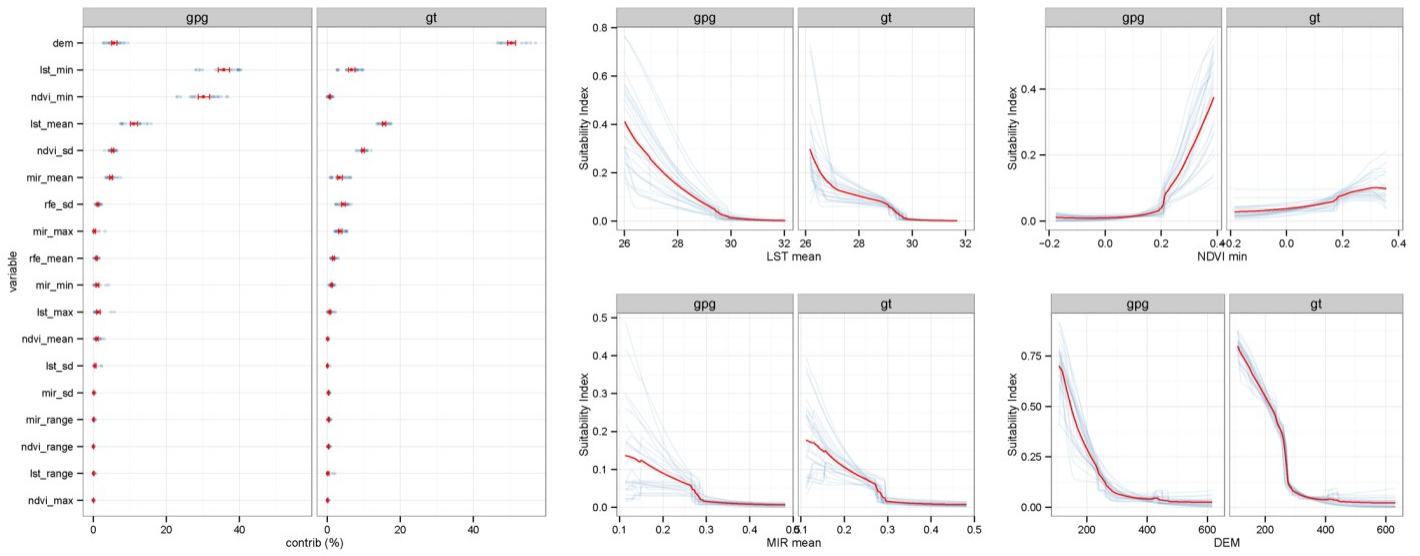 gpg
gt
variable
dem
lst_min
ndvi_min
lst_mean
ndvi_sd
mir_mean
rfe_sd
mir_max
rfe_mean
mir_min
lst_max
ndvi_mean
lst_sd
mir_sd
mir_range
ndvi_range
lst_range
ndvi_max
0 20 40 0 20 40
contrib (%)
gpg gt
Suitability Index
0.8
0.6
0.4
0.2
0.0
26 28 30 32 26 28 30 32
LST mean
gpg gt
Suitability Index
0.4
0.2
0.0
−0.2 0.0 0.2 0.4 −0.2 0.0 0.2 0.4
NDVI min
gpg gt
Suitability Index
0.5
0.4
0.3
0.2
0.1
0.0
0.1 0.2 0.3 0.4 0.5 0.1 0.2 0.3 0.4 0.5
MIR mean
gpg gt
Suitability Index
0.75
0.50
0.25
0.00
200 400 600 200 400 600
DEM